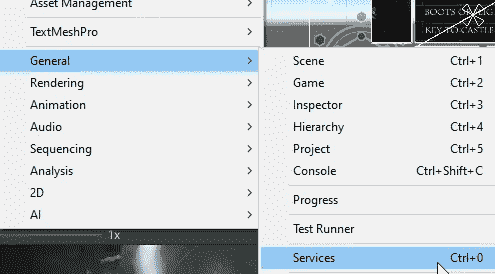 Asset Management
TextMeshPro
General
Rendering
Animation
Audio
Sequencing
Analysis
2D
AI
1x
KEY TO CASTLE
Scene Ctrl+1
Game Ctrl+2
Inspector Ctrl+3
Hierarchy Ctrl+4
Project Ctrl+5
Console Ctrl+Shift+C
Progress
Test Runner
Services Ctrl+0